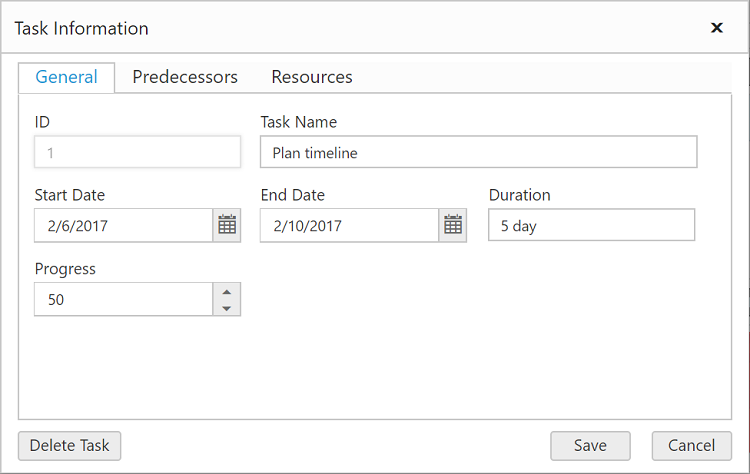 Task Information
General Predecessors Resources
ID Task Name
1 Plan timeline
Start Date End Date Duration
2/6/2017 2/10/2017 5 day
Progress
50
Delete Task Save Cancel